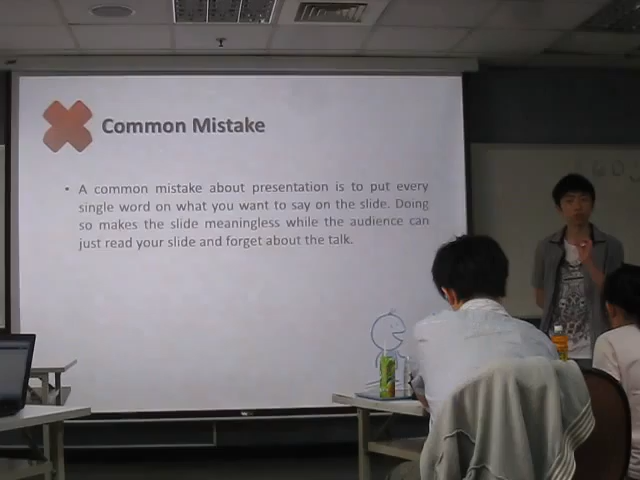 Common Mistake
• A common mistake about presentation is to put every
single word on what you want to say on the slide. Doing
so makes the slide meaningless while the audience can
just read your slide and forget about the talk.